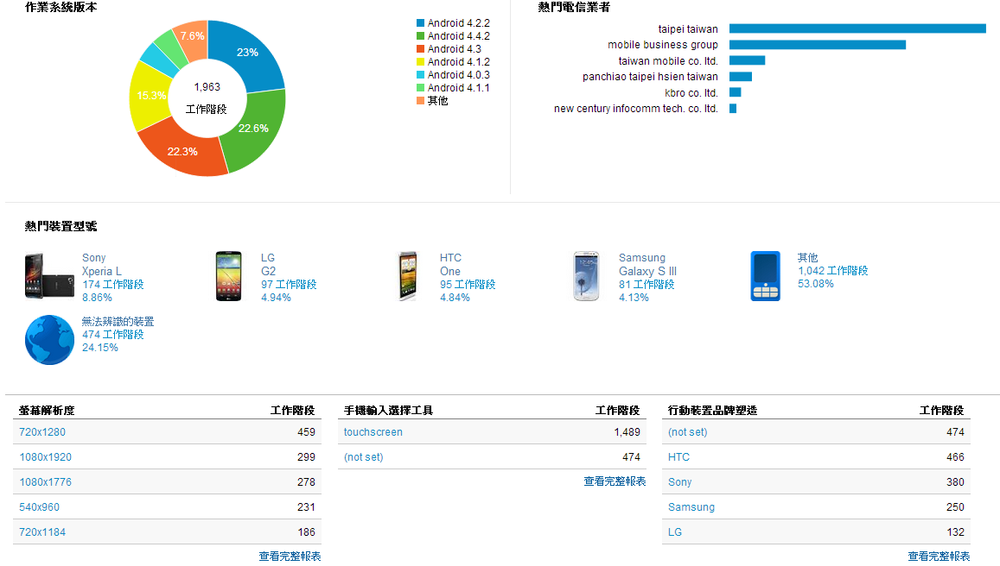 作業系統版本
23%
22.6%
22.3%
15.3%
7.6%
1,963
工作階段
Android 4.2.2
Android 4.4.2
Android 4.3
Android 4.1.2
Android 4.0.3
Android 4.1.1
其他
熱門電信業者
taipei taiwan
mobile business group
taiwan mobile co. ltd.
panchiao taipei hsien taiwan
kbro co. ltd.
new century infocomm tech. co. ltd.
熱門裝置型號
Sony
Xperia L
174 工作階段
8.86%
LG
G2
97 工作階段
4.94%
HTC
One
95 工作階段
4.84%
Samsung
Galaxy S III
81 工作階段
4.13%
其他
1,042 工作階段
53.08%
無法辨識的裝置
474 工作階段
24.15%
螢幕解析度 工作階段
720x1280 459
1080x1920 299
1080x1776 278
540x960 231
720x1184 186
查看完整報表
手機輸入選擇工具 工作階段
touchscreen 1,489
(not set) 474
查看完整報表
行動裝置品牌塑造 工作階段
(not set) 474
HTC 466
Sony 380
Samsung 250
LG 132
查看完整報表